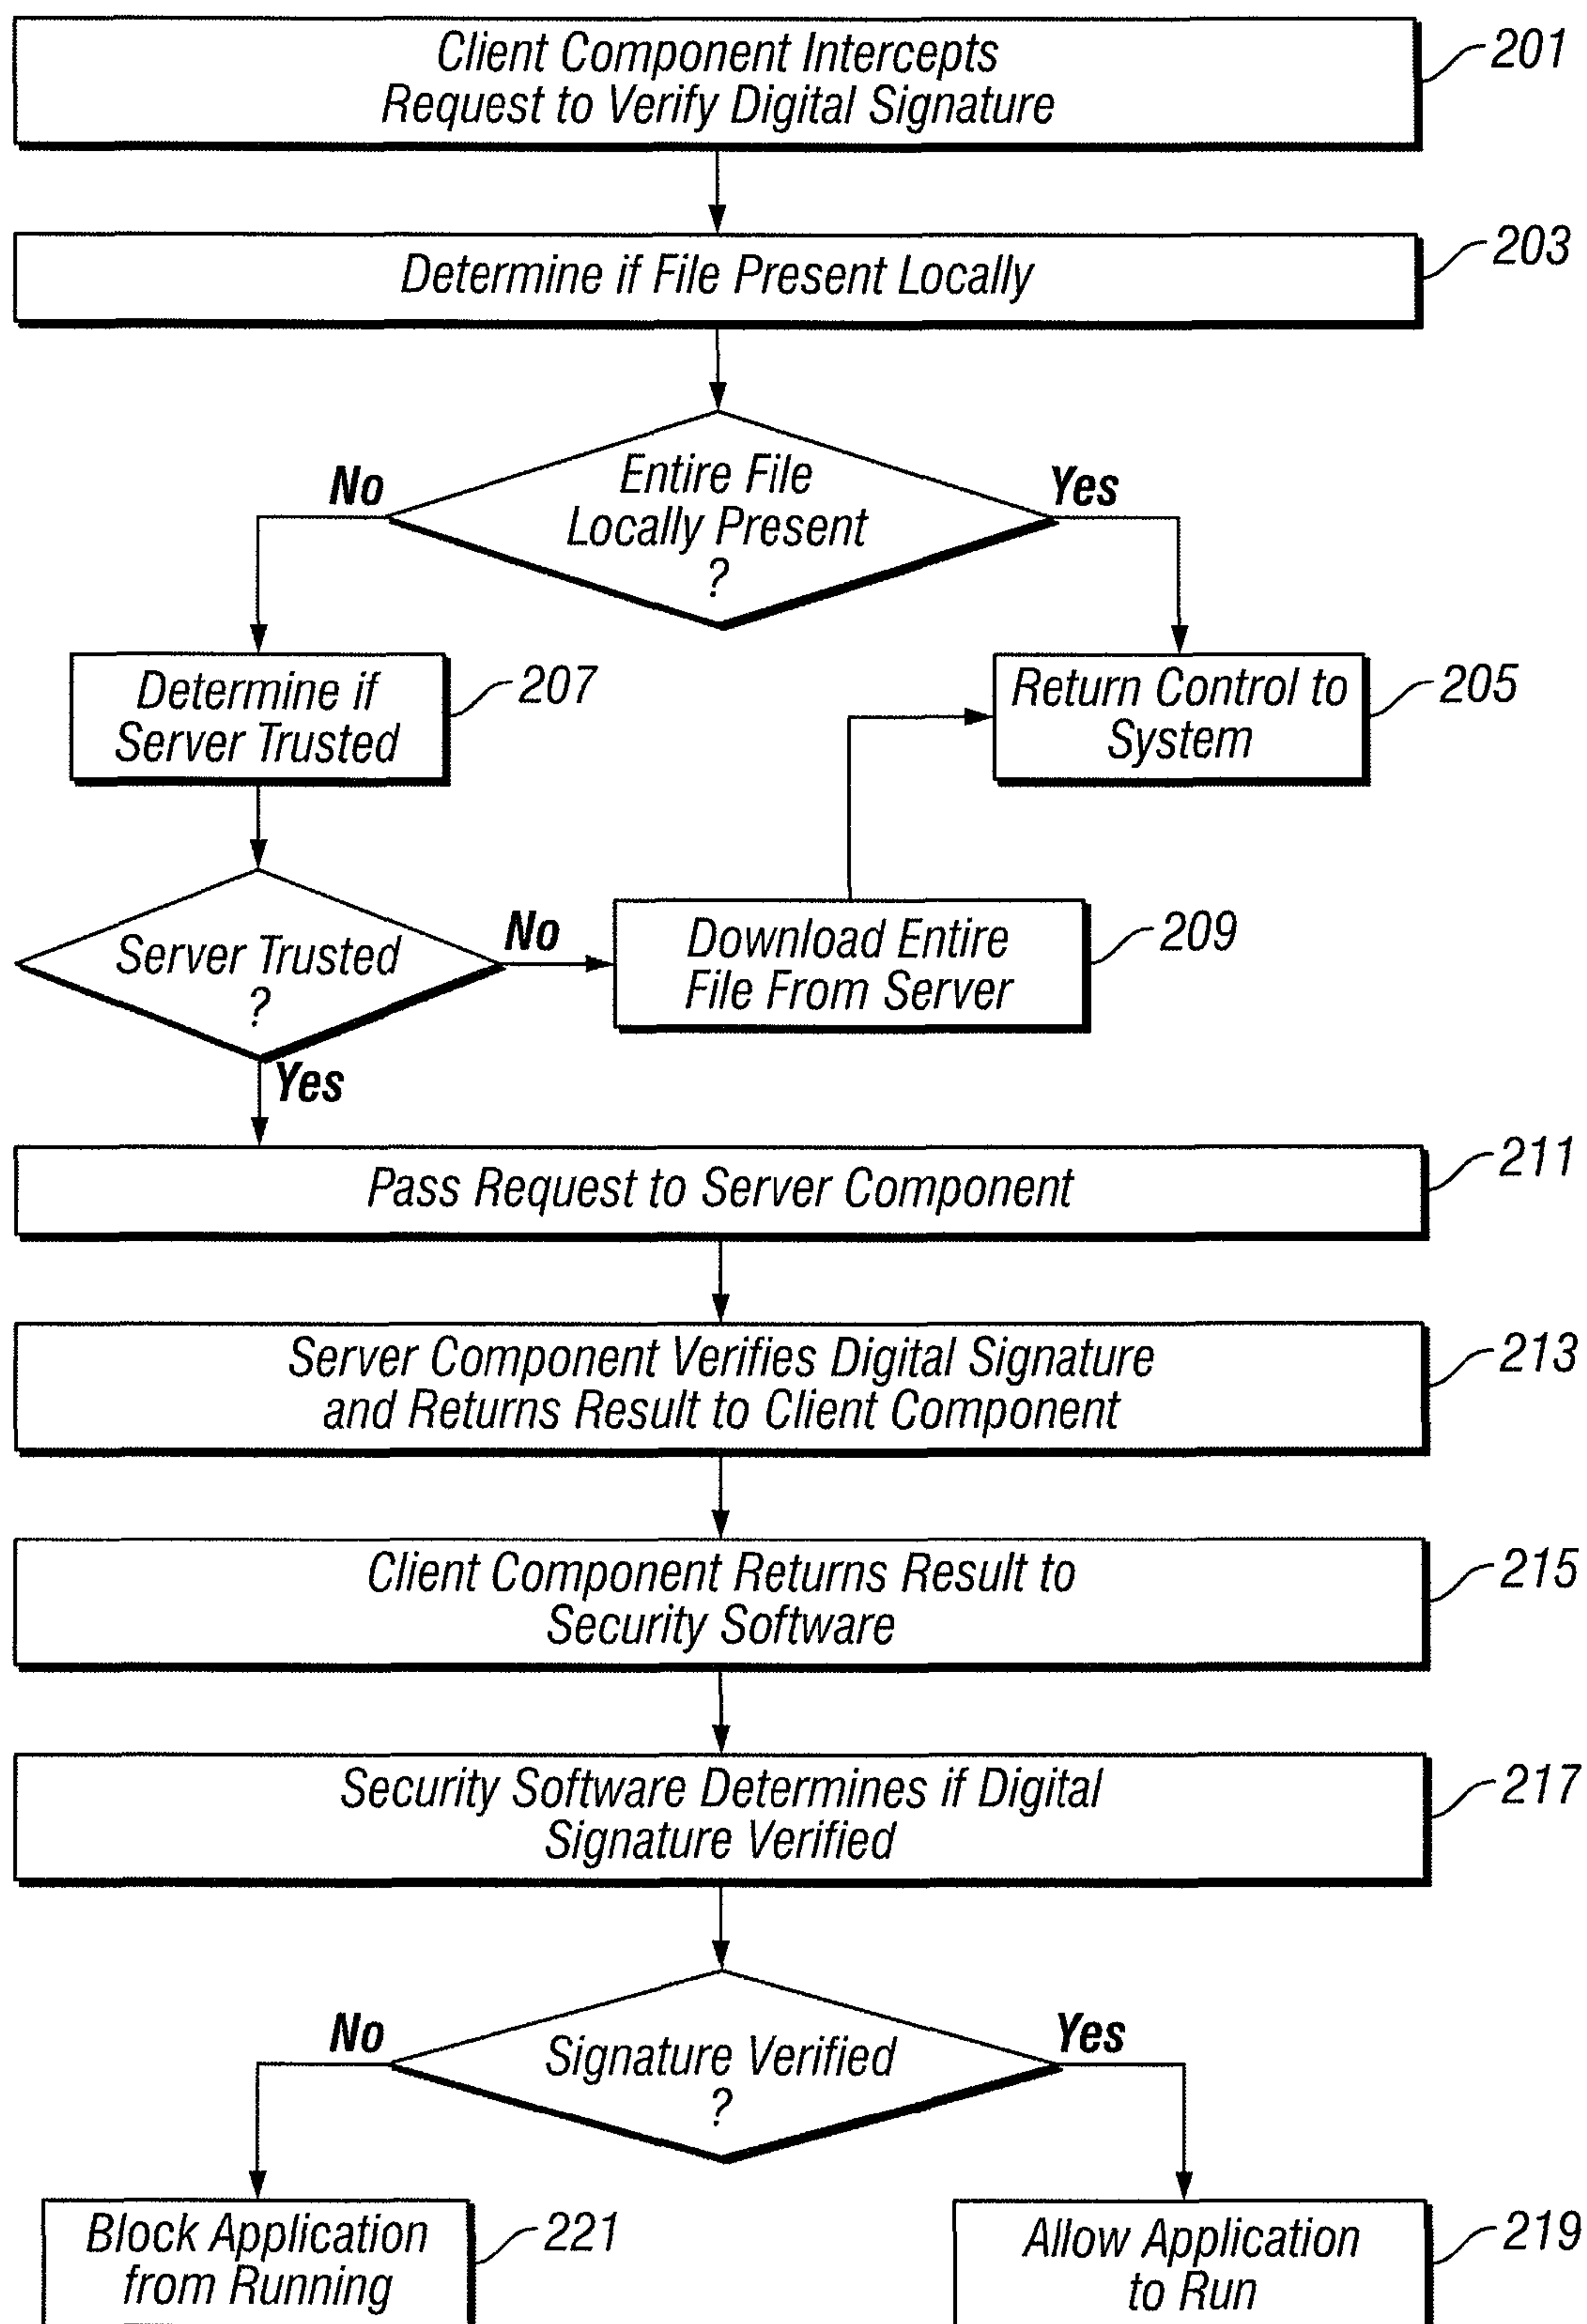 Client Component Intercepts
Request to Verify Digital Signature
201
Determine if File Present Locally
203
Entire File
Locally Present
?
No
Yes
Determine if
Server Trusted
207
Return Control to
System
205
Server Trusted
?
No
Yes
Download Entire
File From Server
209
Pass Request to Server Component
211
Server Component Verifies Digital Signature
and Returns Result to Client Component
213
Client Component Returns Result to
Security Software
215
Security Software Determines if Digital
Signature Verified
217
Signature Verified
?
No
Yes
Block Application
from Running
221
Allow Application
to Run
219